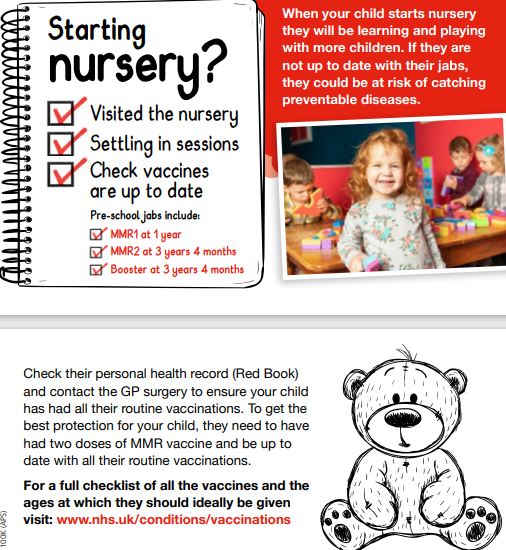 Starting
nursery?
Visited the nursery
Settling in sessions
Check vaccines
are up to date
Pre-school jabs include:
MMR1 at 1 year
MMR2 at 3 years 4 months
Booster at 3 years 4 months
When your child starts nursery
they will be learning and playing
with more children. If they are
not up to date with their jabs,
they could be at risk of catching
preventable diseases.
Check their personal health record (Red Book)
and contact the GP surgery to ensure your child
has had all their routine vaccinations. To get the
best protection for your child, they need to have
had two doses of MMR vaccine and be up to
date with all their routine vaccinations.
For a full checklist of all the vaccines and the
ages at which they should ideally be given
visit: www.nhs.uk/conditions/vaccinations
100K (APS)